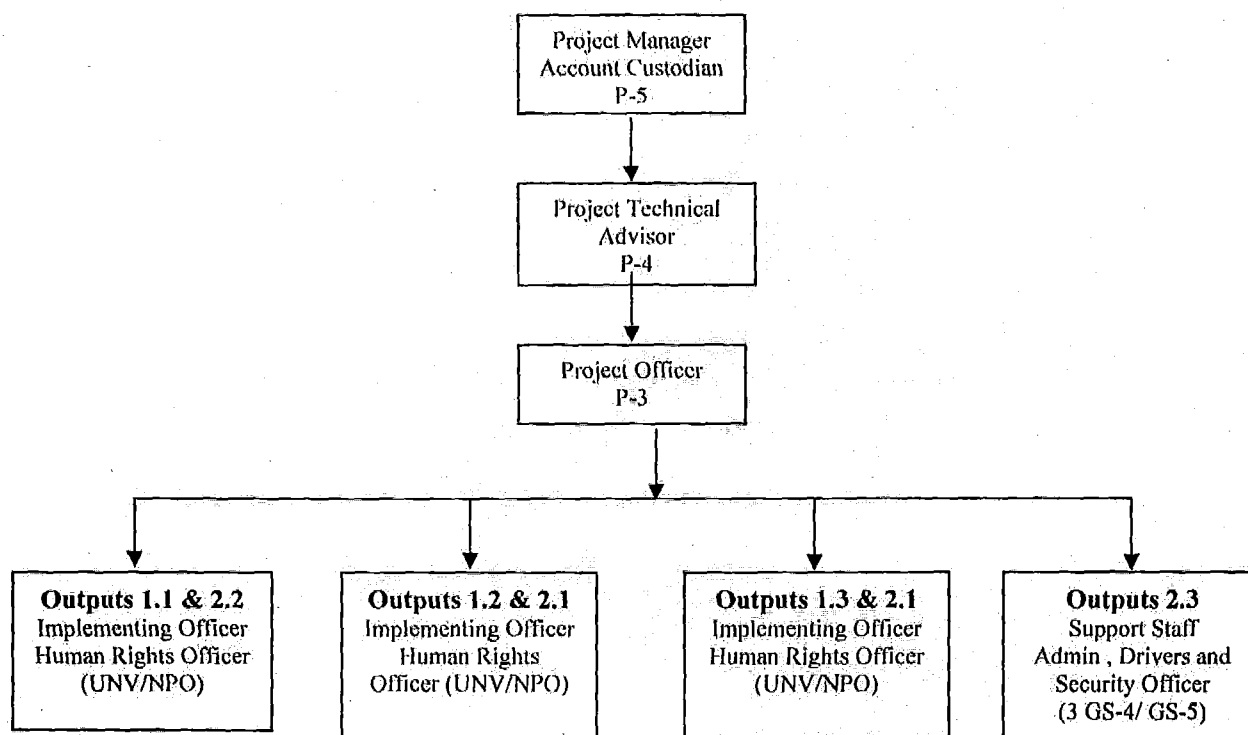 Project Manager
Account Custodian
P-5
Project Technical
Advisor
P-4
Project Officer
P-3
Outputs 1.1 & 2.2
Implementing Officer
Human Rights Officer
(UNV/NPO)
Outputs 1.2 & 2.1
Implementing Officer
Human Rights
Officer (UNV/NPO)
Outputs 1.3 & 2.1
Implementing Officer
Human Rights Officer
(UNV/NPO)
Outputs 2.3
Support Staff
Admin , Drivers and
Security Officer
(3 GS-4/ GS-5)